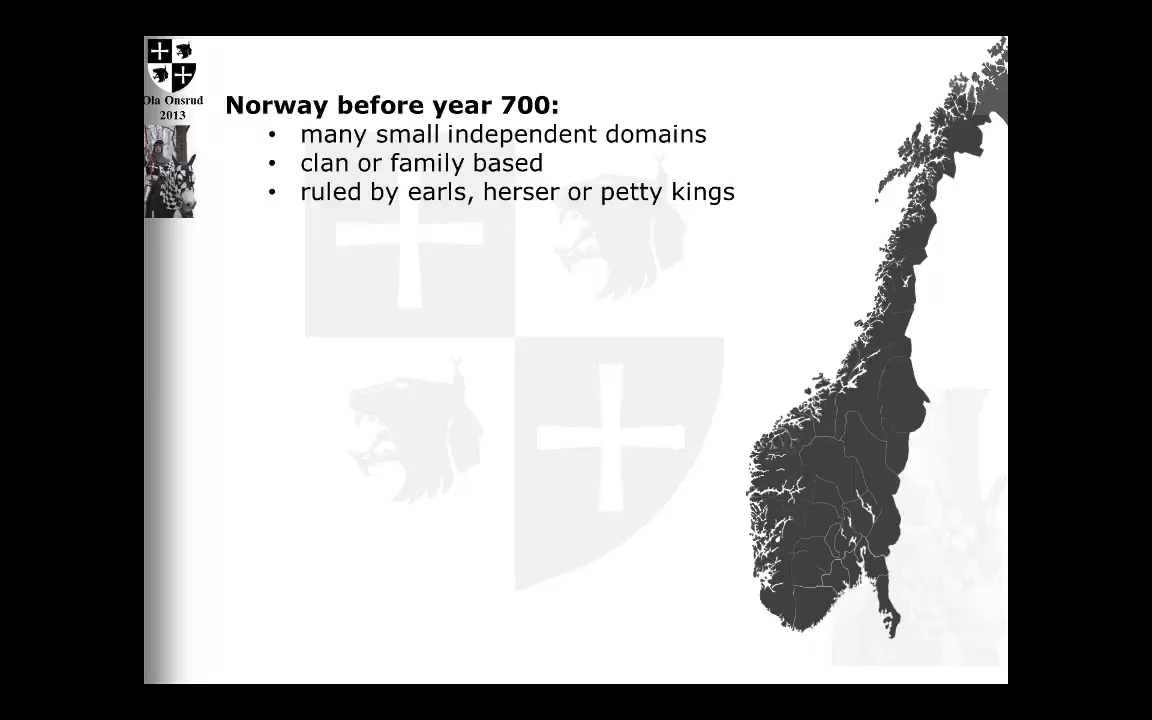 Ola Onsrud
2013
Norway before year 700:
• many small independent domains
• clan or family based
• ruled by earls, herser or petty kings